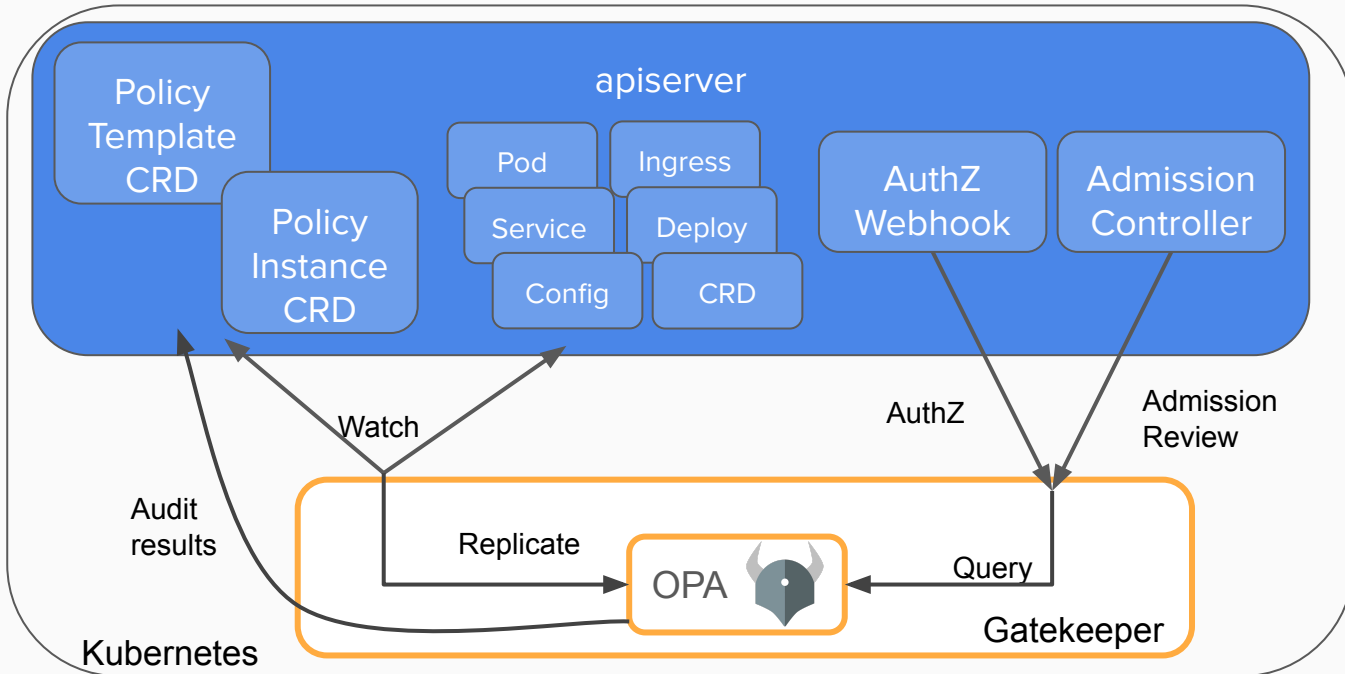 apiserver
Policy
Template
CRD
Policy
Instance
CRD
Pod
Ingress
Service
Deploy
Config
CRD
AuthZ
Webhook
Admission
Controller
Watch
AuthZ
Admission
Review
Audit
results
Replicate
OPA
Query
Gatekeeper
Kubernetes